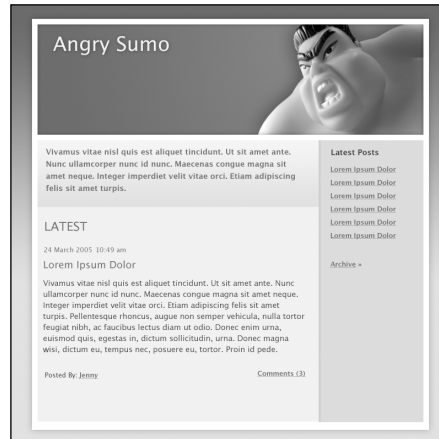 Angry Sumo
Vivamus vitae nisl quis est aliquet tincidunt. Ut sit amet ante.
Nunc ullamcorper nunc id nunc. Maecenas congue magna sit
amet neque. Integer imperdiet velit vitae orci. Etiam adipiscing
felis sit amet turpis.
LATEST
24 March 2005 10:49 am
Lorem Ipsum Dolor
Vivamus vitae nisl quis est aliquet tincidunt. Ut sit amet ante. Nunc
ullamcorper nunc id nunc. Maecenas congue magna sit amet neque.
Integer imperdiet velit vitae orci. Etiam adipiscing felis sit amet
turpis. Pellentesque rhoncus, augue non semper vehicula, nulla tortor
feugiat nibh, ac faucibus lectus diam ut odio. Donec enim urna,
euismod quis, egestas in, dictum sollicitudin, urna. Donec magna
wisi, dictum eu, tempus nec, posuere eu, tortor. Proin id pede.
Posted By: Jenny
Comments (3)
Latest Posts
Lorem Ipsum Dolor
Lorem Ipsum Dolor
Lorem Ipsum Dolor
Lorem Ipsum Dolor
Lorem Ipsum Dolor
Lorem Ipsum Dolor
Archive »